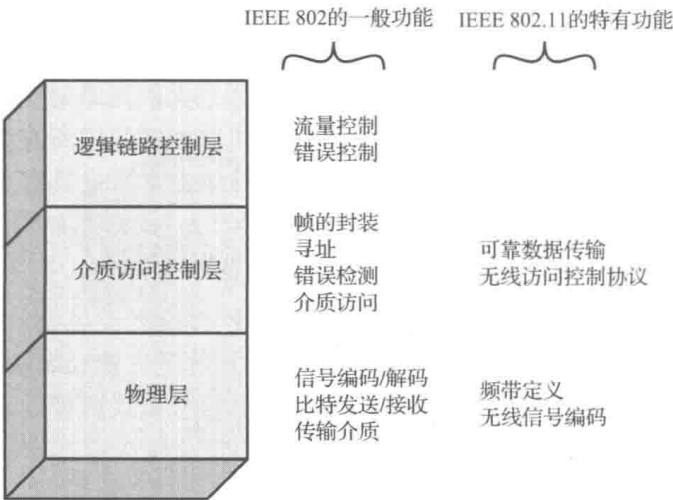 IEEE 802的一般功能 IEEE 802.11的特有功能
逻辑链路控制层
流量控制
错误控制
介质访问控制层
帧的封装
寻址
错误检测
介质访问
可靠数据传输
无线访问控制协议
物理层
信号编码/解码
比特发送/接收
传输介质
频带定义
无线信号编码